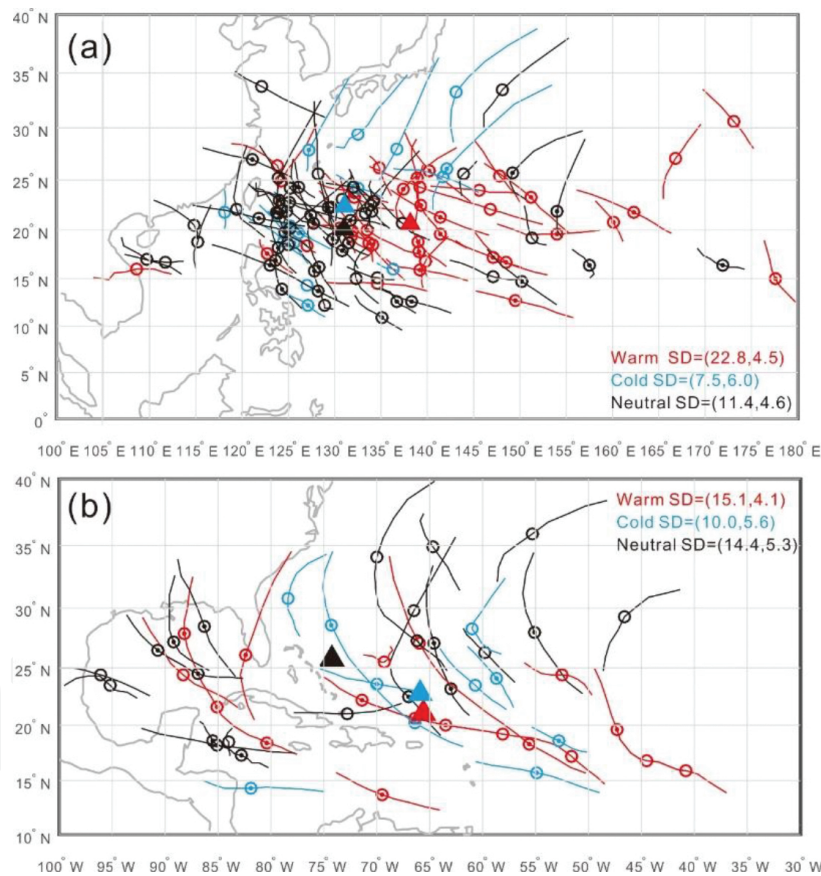 40° N
(a)
35° N
30° N
25° N
20° N
15° N
10° N
5° N
0°
Warm SD=(22.8,4.5)
Cold SD=(7.5,6.0)
Neutral SD=(11.4,4.6)
100° E 105° E 110° E 115° E 120° E 125° E 130° E 135° E 140° E 145° E 150° E 155° E 160° E 165° E 170° E 175° E 180° E
40° N
(b)
Warm SD=(15.1,4.1)
Cold SD=(10.0,5.6)
Neutral SD=(14.4,5.3)
35° N
30° N
25° N
20° N
15° N
10° N
100° W 95° W 90° W 85° W 80° W 75° W 70° W 65° W 60° W 55° W 50° W 45° W 40° W 35° W 30° W